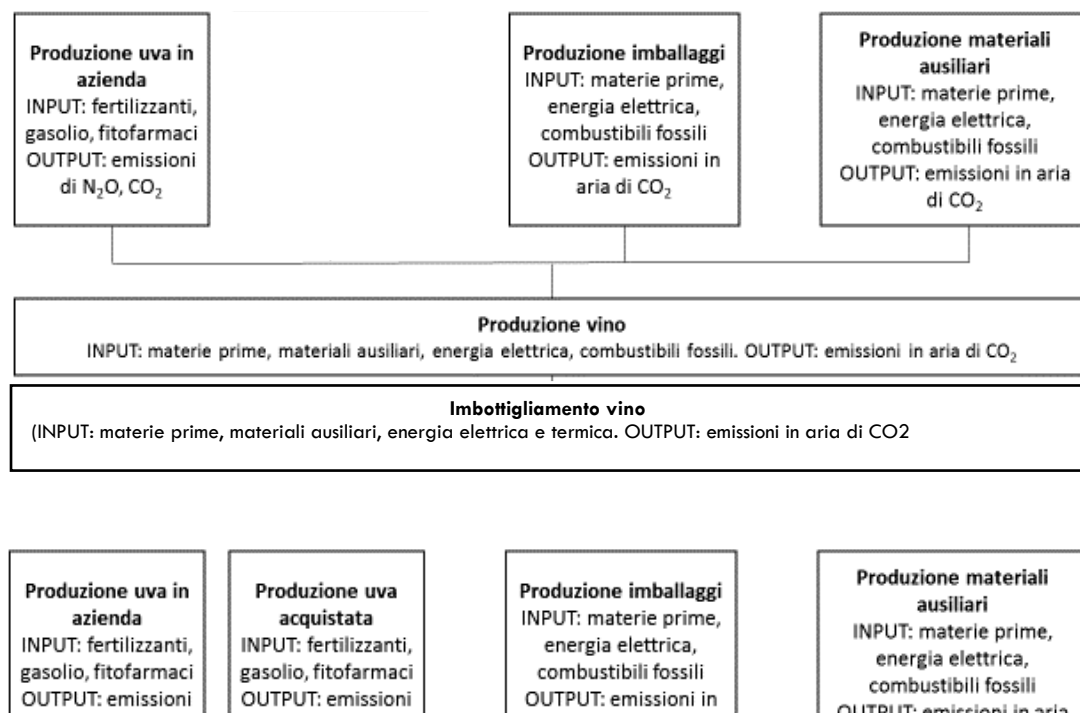 Produzione uva in
azienda
INPUT: fertilizzanti,
gasolio, fitofarmaci
OUTPUT: emissioni
di N₂O, CO₂
Produzione imballaggi
INPUT: materie prime,
energia elettrica,
combustibili fossili
OUTPUT: emissioni in
aria di CO₂
Produzione materiali
ausiliari
INPUT: materie prime,
energia elettrica,
combustibili fossili
OUTPUT: emissioni in aria
di CO₂
Produzione vino
INPUT: materie prime, materiali ausiliari, energia elettrica, combustibili fossili. OUTPUT: emissioni in aria di CO₂
Imbottigliamento vino
(INPUT: materie prime, materiali ausiliari, energia elettrica e termica. OUTPUT: emissioni in aria di CO2
Produzione uva in
azienda
INPUT: fertilizzanti,
gasolio, fitofarmaci
OUTPUT: emissioni
Produzione uva
acquistata
INPUT: fertilizzanti,
gasolio, fitofarmaci
OUTPUT: emissioni
Produzione imballaggi
INPUT: materie prime,
energia elettrica,
combustibili fossili
OUTPUT: emissioni in
Produzione materiali
ausiliari
INPUT: materie prime,
energia elettrica,
combustibili fossili
OUTPUT: emissioni in aria